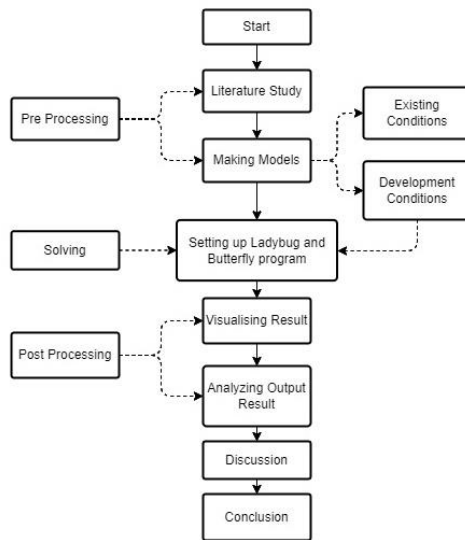 Start
Literature Study
Pre Processing
Existing
Conditions
Making Models
Development
Conditions
Solving
Setting up Ladybug and
Butterfly program
Visualising Result
Post Processing
Analyzing Output
Result
Discussion
Conclusion